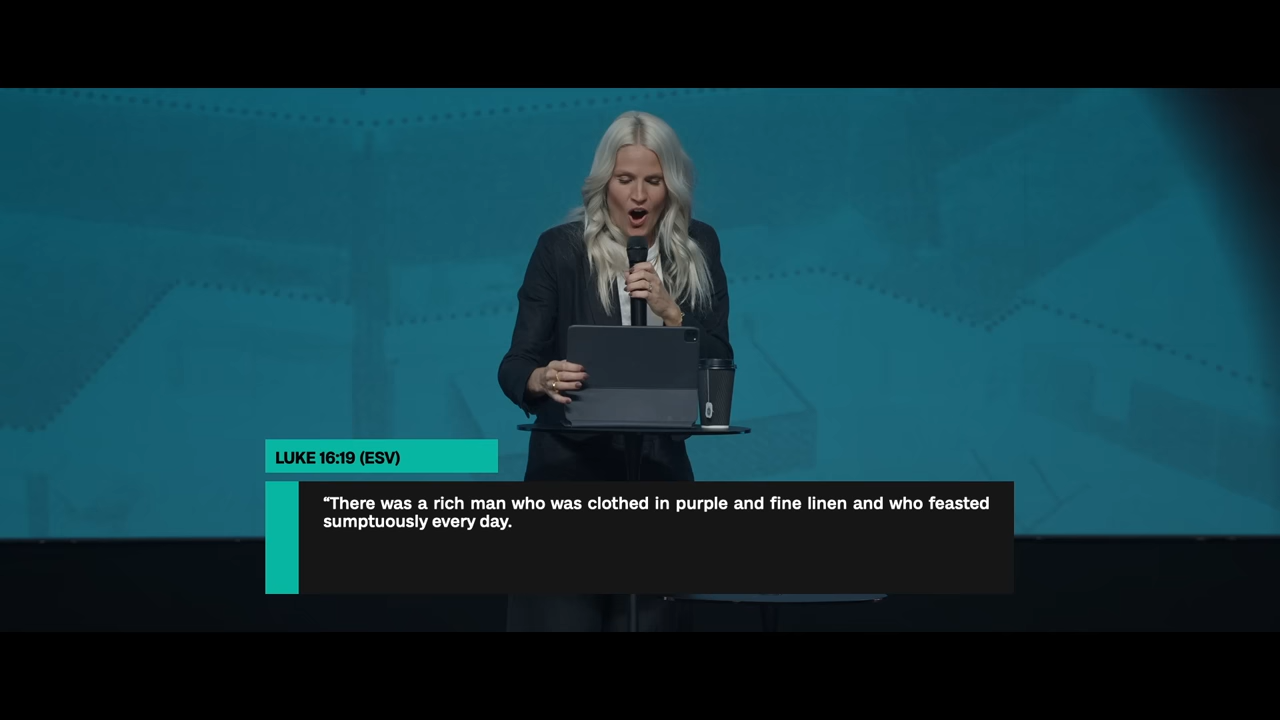 LUKE 16:19 (ESV)
“There was a rich man who was clothed in purple and fine linen and who feasted
sumptuously every day.